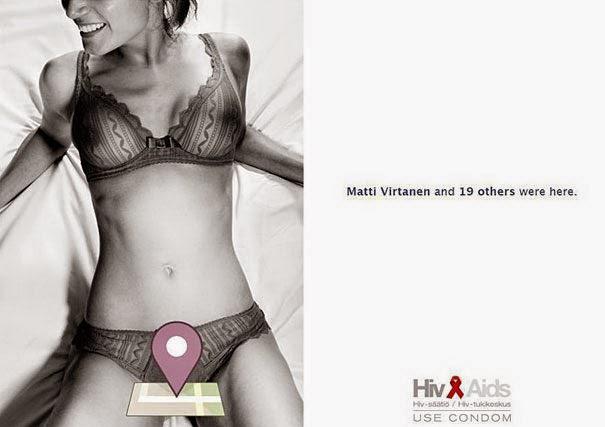 Matti Virtanen and 19 others were here.
Hiv Aids
Hiv-säätiö / Hiv-tukikeskus
USE CONDOM